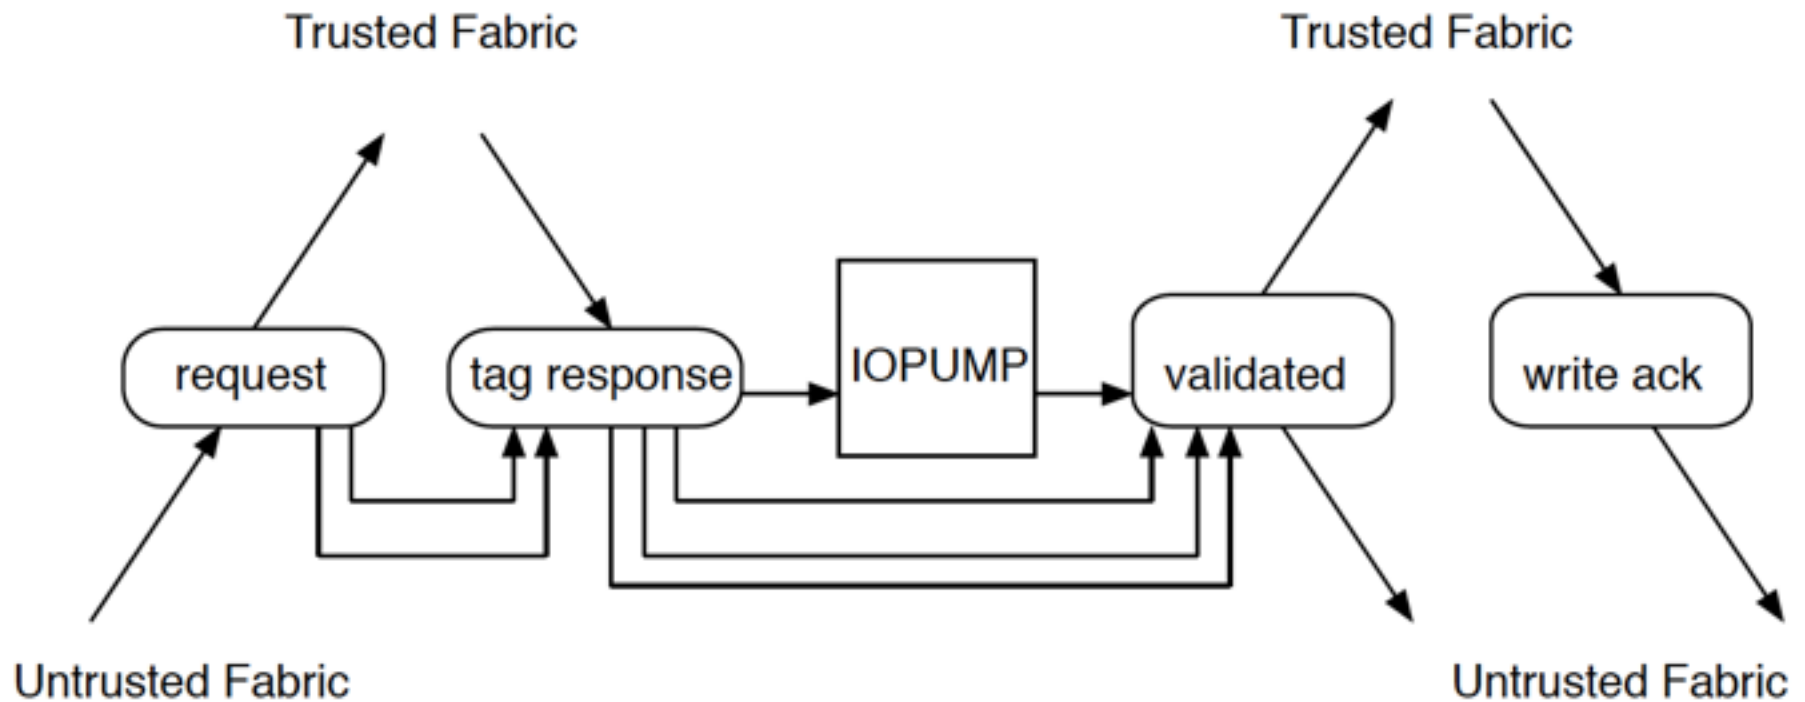 Trusted Fabric
Trusted Fabric
request
tag response
IOPUMP
validated
write ack
Untrusted Fabric
Untrusted Fabric